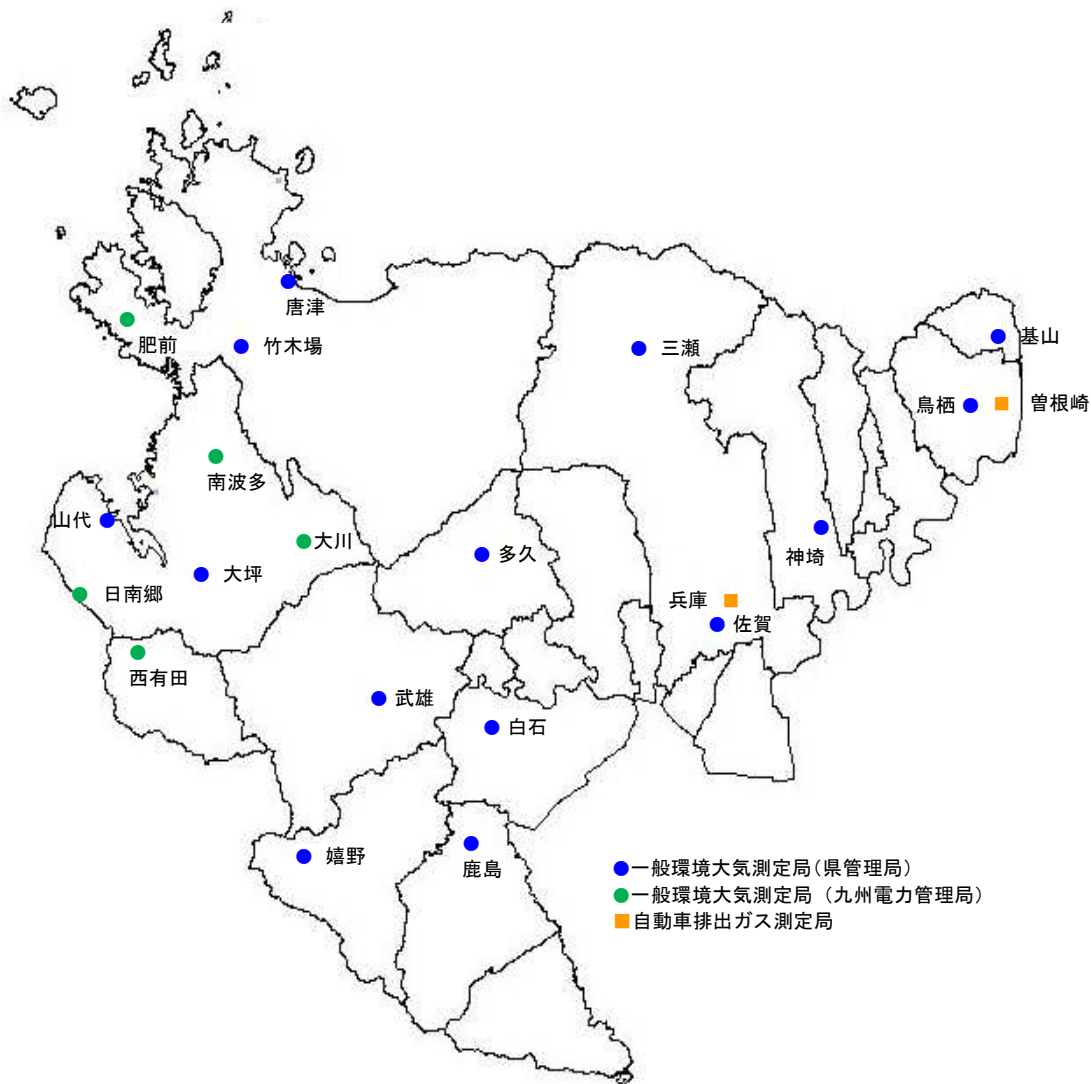 唐津
肥前
竹木場
三瀬
基山
鳥栖
曽根崎
南波多
山代
大川
多久
神埼
大坪
日南郷
兵庫
佐賀
西有田
武雄
白石
嬉野
鹿島
一般環境大気測定局(県管理局)
一般環境大気測定局(九州電力管理局)
自動車排出ガス測定局